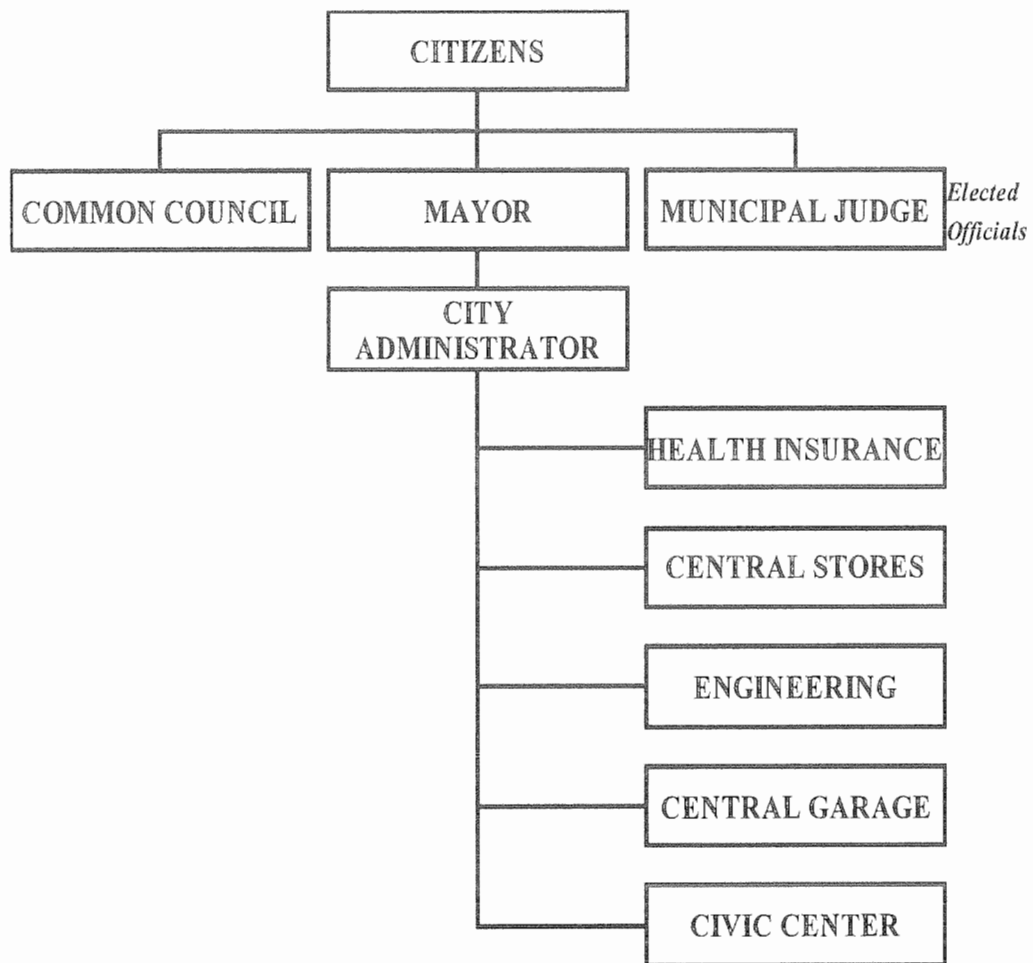 CITIZENS
COMMON COUNCIL
MAYOR
MUNICIPAL JUDGE
Elected
Officials
CITY
ADMINISTRATOR
HEALTH INSURANCE
CENTRAL STORES
ENGINEERING
CENTRAL GARAGE
CIVIC CENTER